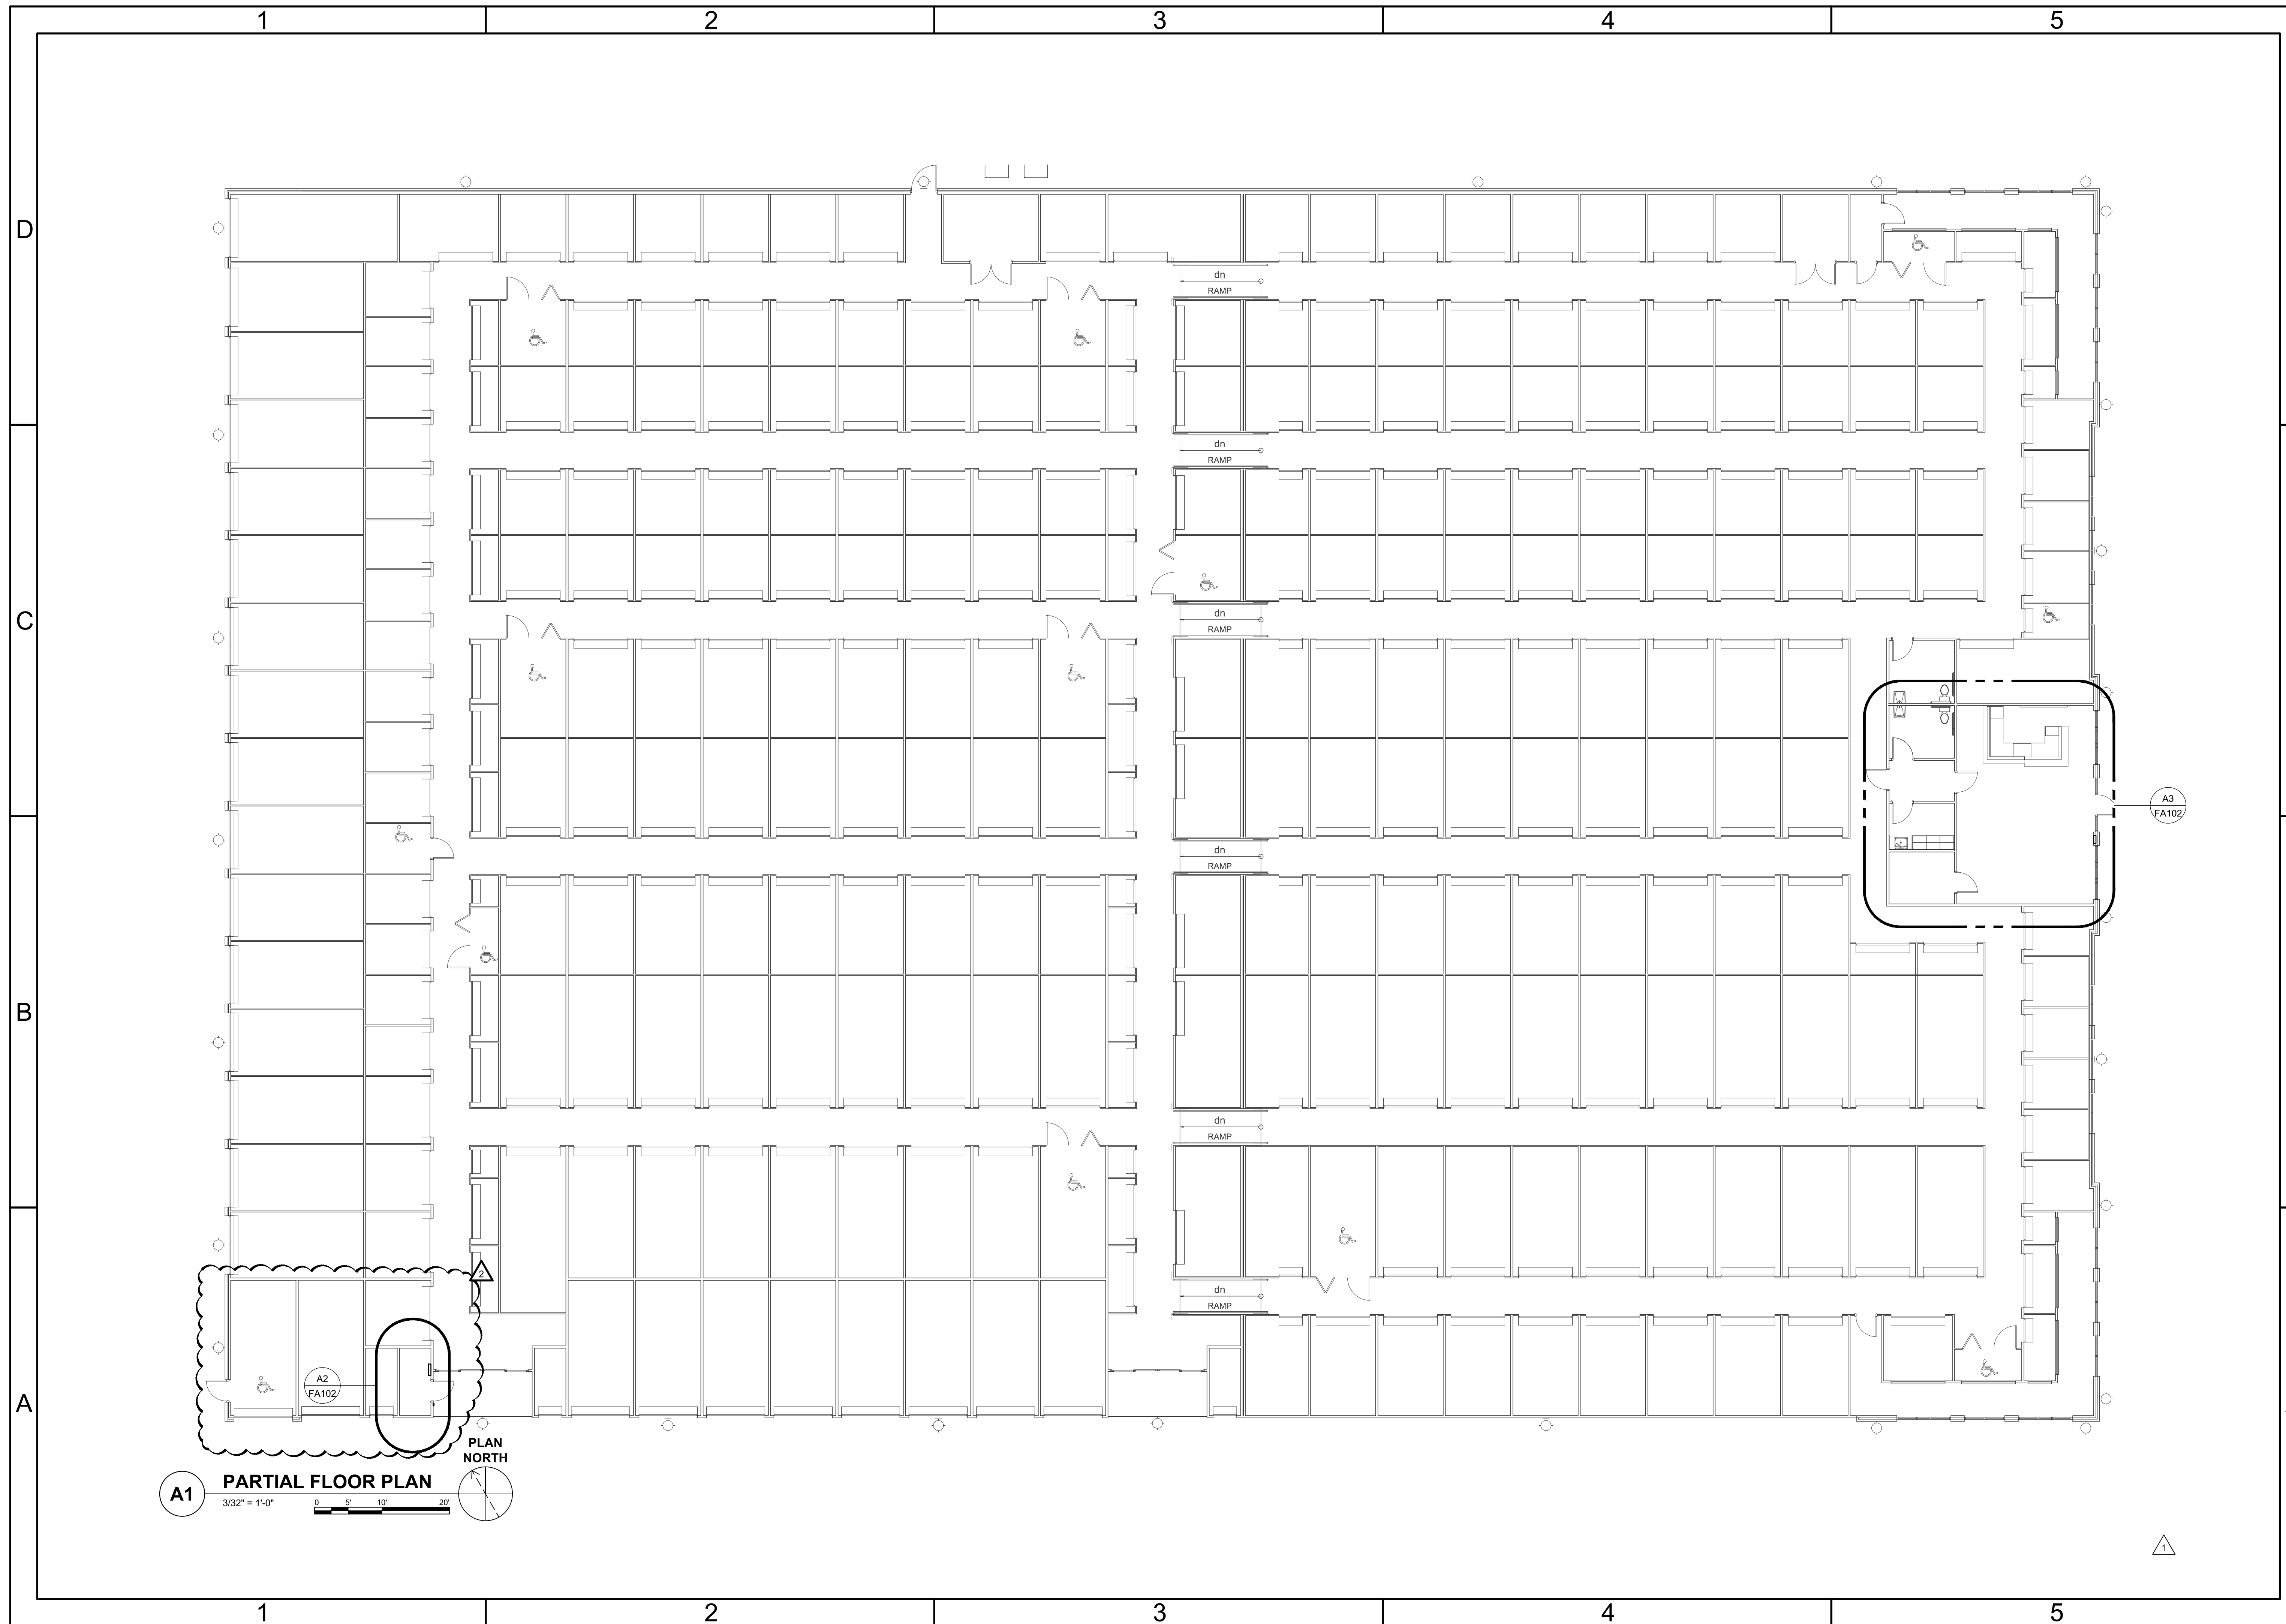 1 2 3 4 5
D
dn
RAMP
dn
RAMP
C
dn
RAMP
A3
FA102
dn
RAMP
B
dn
RAMP
2
dn
RAMP
A2
FA102
A
PLAN
NORTH
A1
PARTIAL FLOOR PLAN
3/32" = 1'-0"
0 5' 10' 20'
1
1 2 3 4 5